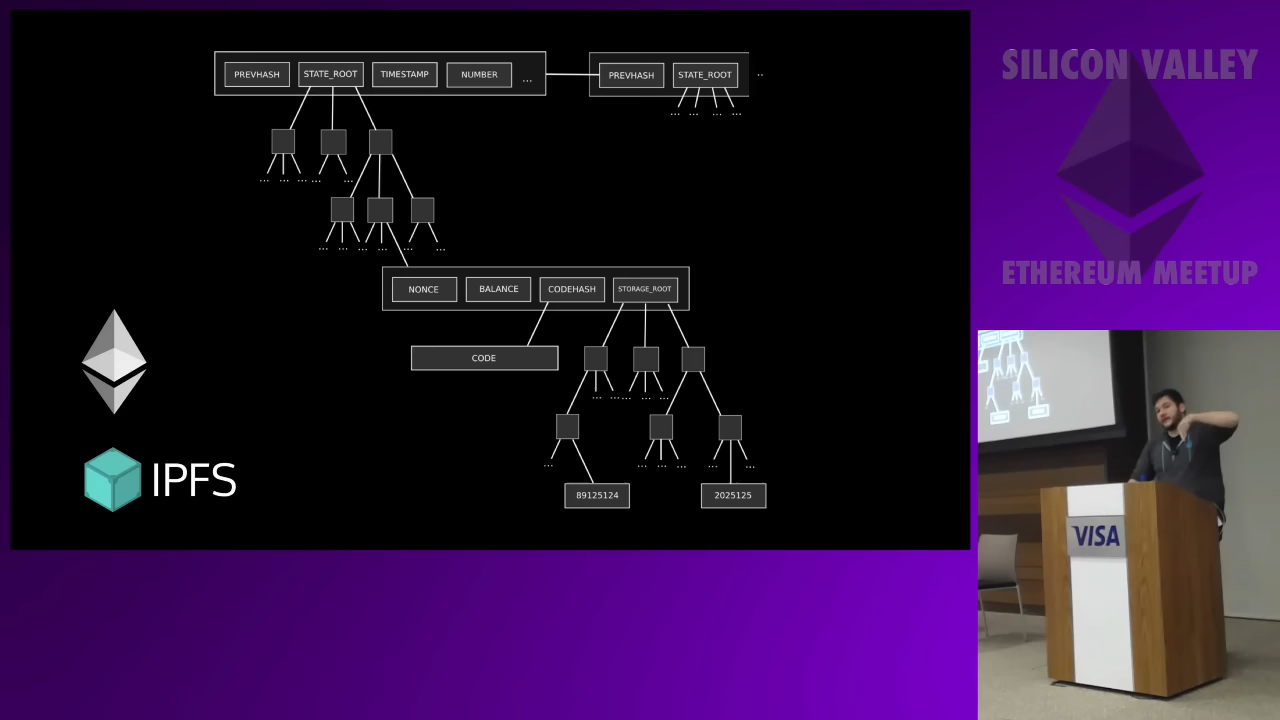 PREVHASH STATE_ROOT TIMESTAMP NUMBER ...
PREVHASH STATE_ROOT ..
NONCE BALANCE CODEHASH STORAGE_ROOT
CODE
89125124 2025125
IPFS
SILICON VALLEY
ETHEREUM MEETUP
VISA